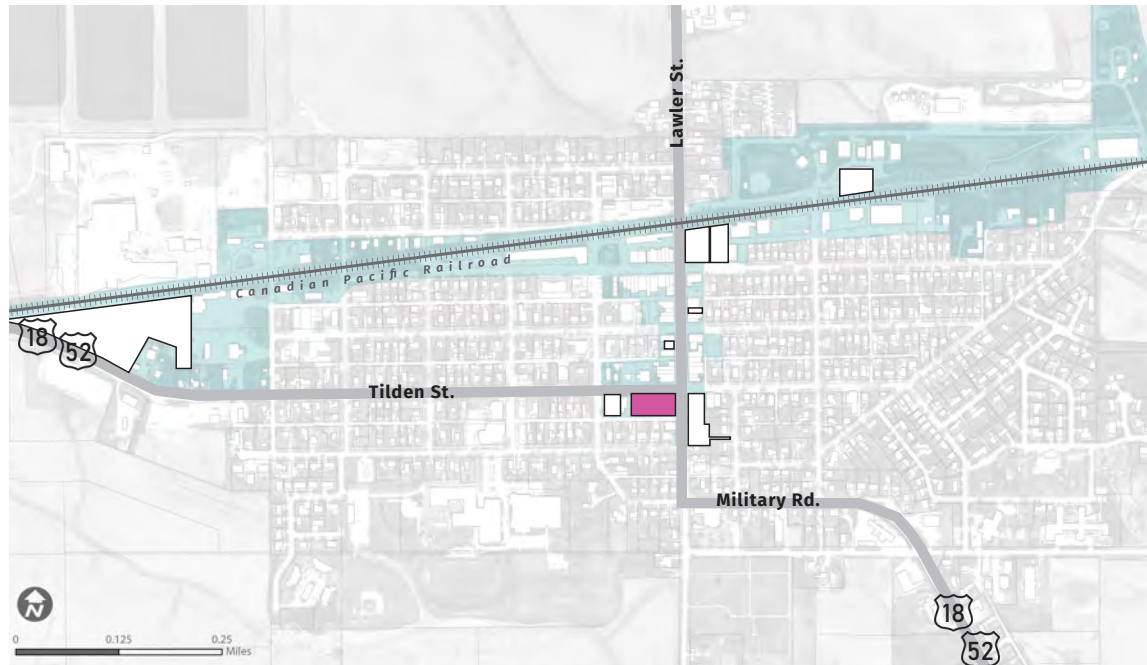 Lawler St.
Canadian Pacific Railroad
18
52
Tilden St.
Military Rd.
N
0 0.125 0.25
Miles
18
52